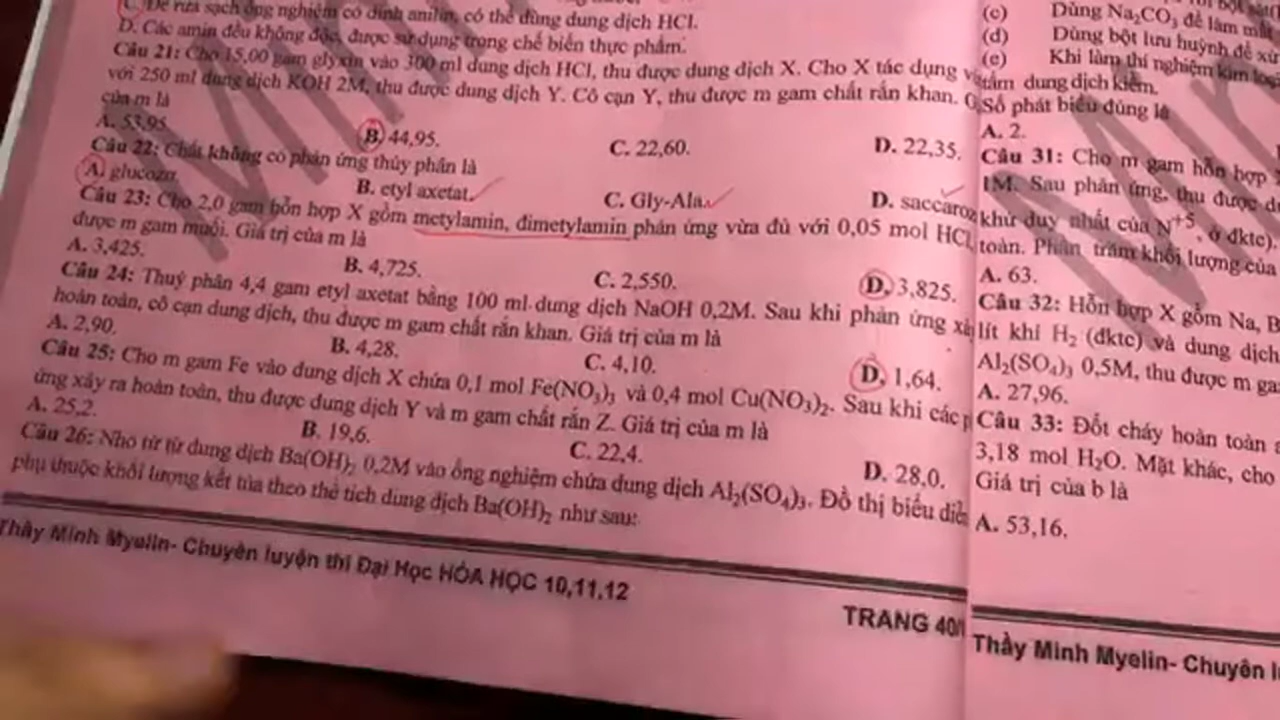 C. Để rửa sạch ống nghiệm có dính anilin, có thể dùng dung dịch HCl.
D. Các amin đều không độc, được sử dụng trong chế biến thực phẩm.
Câu 21: Cho 15,00 gam glyxin vào 300 ml dung dịch HCl, thu được dung dịch X. Cho X tác dụng
với 250 ml dung dịch KOH 2M, thu được dung dịch Y. Cô cạn Y, thu được m gam chất rắn khan.
của m là
A. 53,95. B. 44,95. C. 22,60. D. 22,35.
Câu 22: Chất không có phản ứng thủy phân là
A. glucozơ. B. etyl axetat. C. Gly-Ala. D. saccaroz
Câu 23: Cho 2,0 gam hỗn hợp X gồm metylamin, đimetylamin phản ứng vừa đủ với 0,05 mol HCl,
được m gam muối. Giá trị của m là
A. 3,425. B. 4,725. C. 2,550. D. 3,825.
Câu 24: Thuỷ phân 4,4 gam etyl axetat bằng 100 ml dung dịch NaOH 0,2M. Sau khi phản ứng xả
hoàn toàn, cô cạn dung dịch, thu được m gam chất rắn khan. Giá trị của m là
A. 2,90. B. 4,28. C. 4,10. D. 1,64.
Câu 25: Cho m gam Fe vào dung dịch X chứa 0,1 mol Fe(NO₃)₃ và 0,4 mol Cu(NO₃)₂. Sau khi các p
ứng xảy ra hoàn toàn, thu được dung dịch Y và m gam chất rắn Z. Giá trị của m là
A. 25,2. B. 19,6. C. 22,4. D. 28,0.
Câu 26: Nhỏ từ từ dung dịch Ba(OH)₂ 0,2M vào ống nghiệm chứa dung dịch Al₂(SO₄)₃. Đồ thị biểu diễ
phụ thuộc khối lượng kết tủa theo thể tích dung dịch Ba(OH)₂ như sau:
Thầy Minh Myelin- Chuyên luyện thi Đại Học HÓA HỌC 10,11,12
TRANG 40
(c) Dùng Na₂CO₃ để làm mất
(d) Dùng bột lưu huỳnh để xử
(e) Khi làm thí nghiệm kim loạ
tẩm dung dịch kiềm.
Số phát biểu đúng là
A. 2.
Câu 31: Cho m gam hỗn hợp
1M. Sau phản ứng, thu được d
khử duy nhất của N⁺⁵, ở đktc).
toàn. Phần trăm khối lượng của
A. 63.
Câu 32: Hỗn hợp X gồm Na, B
lít khí H₂ (đktc) và dung dịch
Al₂(SO₄)₃ 0,5M, thu được m ga
A. 27,96.
Câu 33: Đốt cháy hoàn toàn a
3,18 mol H₂O. Mặt khác, cho
Giá trị của b là
A. 53,16.
Thầy Minh Myelin- Chuyên l